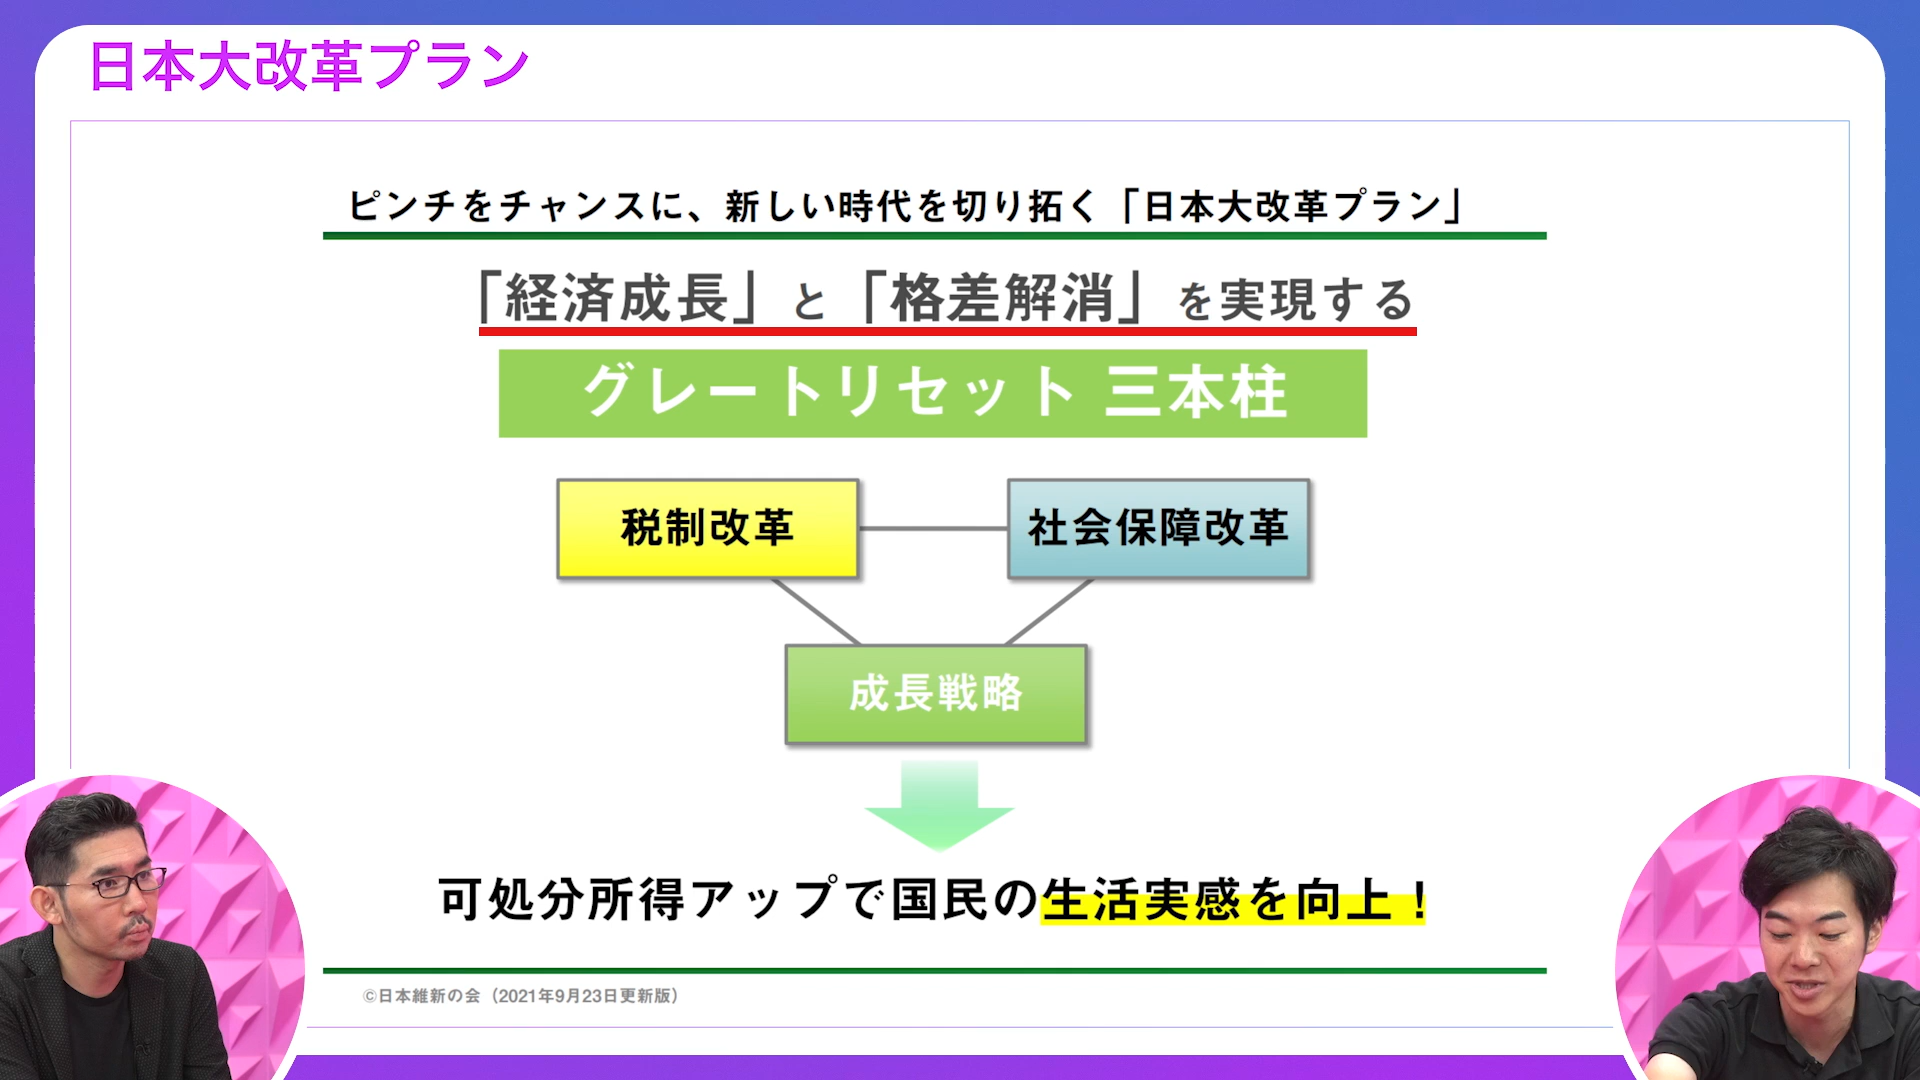 日本大改革プラン
ピンチをチャンスに、新しい時代を切り拓く「日本大改革プラン」
「経済成長」と「格差解消」を実現する
グレートリセット 三本柱
税制改革
社会保障改革
成長戦略
可処分所得アップで国民の生活実感を向上！
©日本維新の会（2021年9月23日更新版）